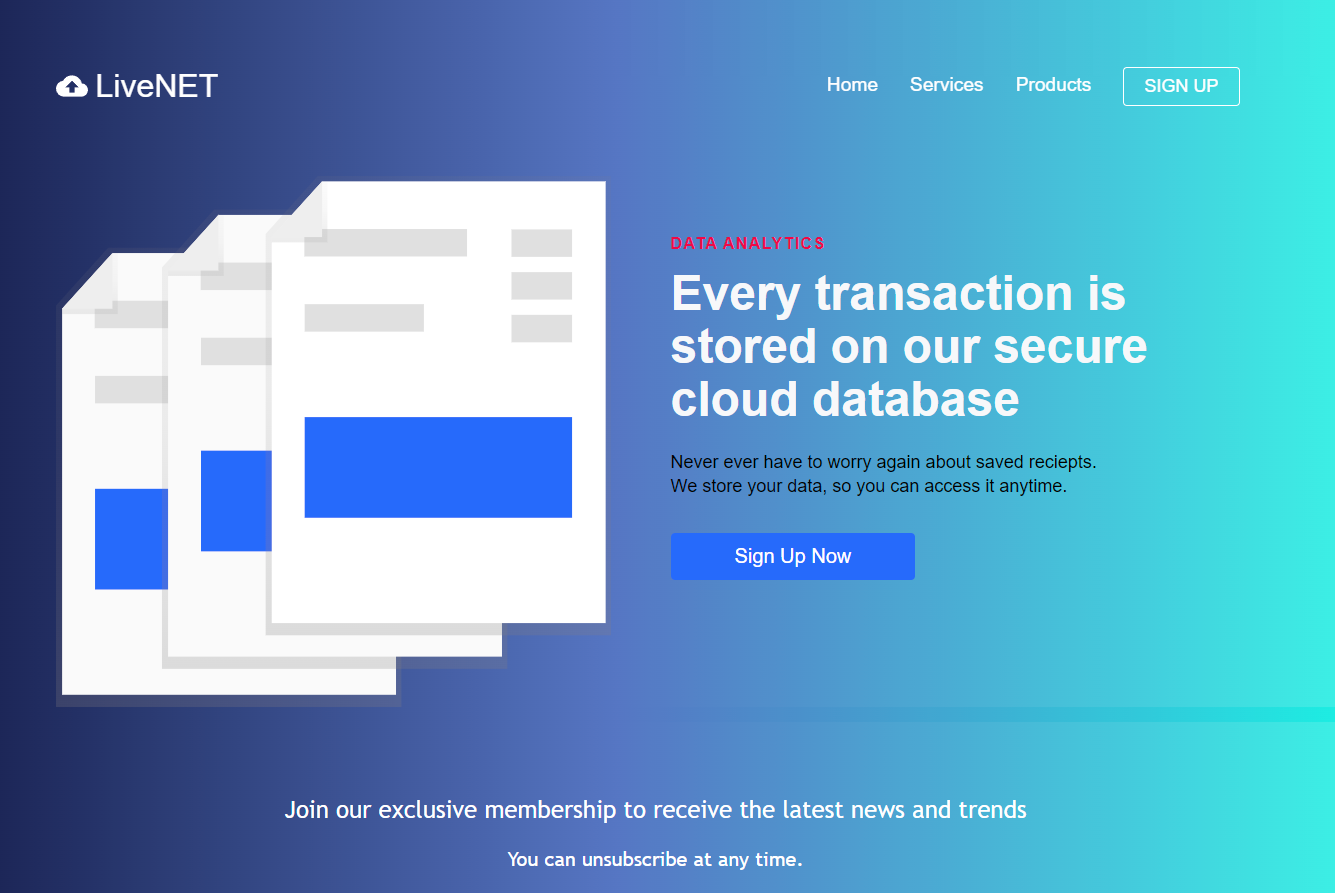 LiveNET
Home
Services
Products
SIGN UP
DATA ANALYTICS
Every transaction is
stored on our secure
cloud database
Never ever have to worry again about saved reciepts.
We store your data, so you can access it anytime.
Sign Up Now
Join our exclusive membership to receive the latest news and trends
You can unsubscribe at any time.